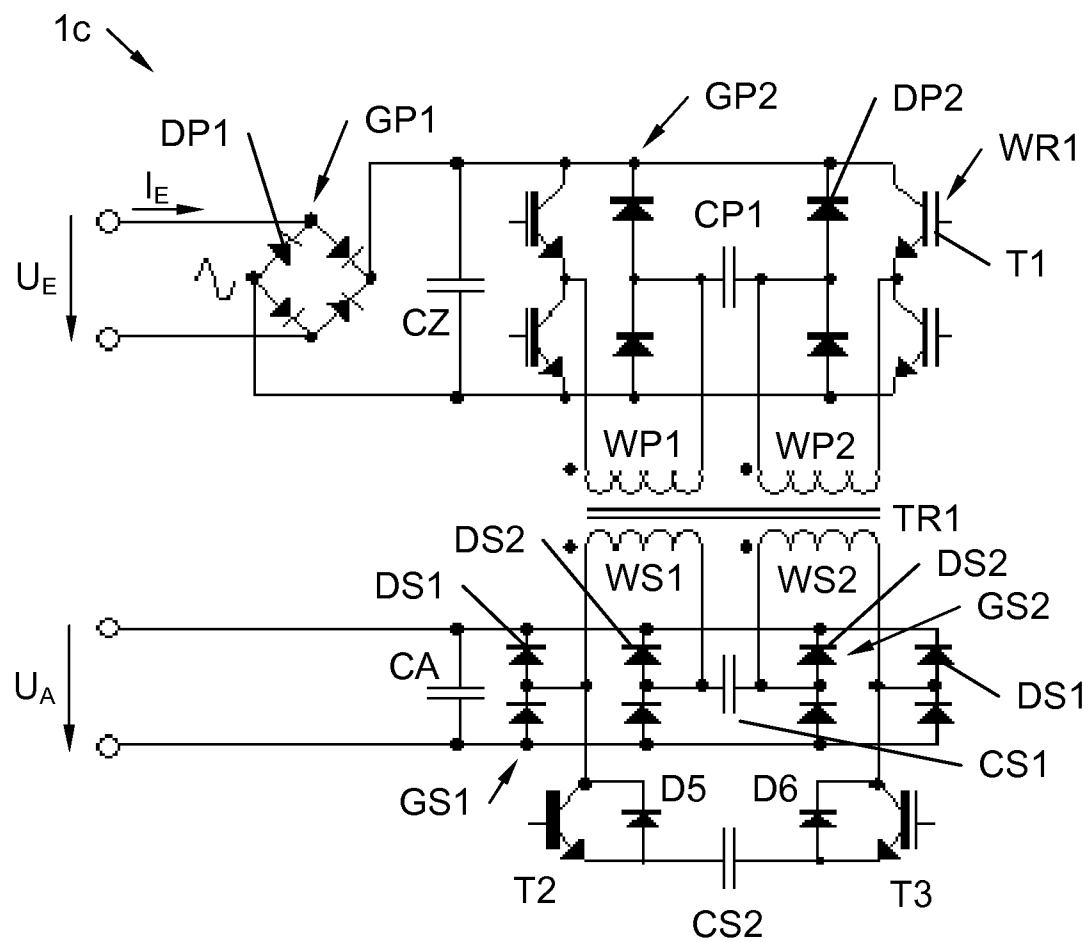 1c
GP2
DP2
DP1
GP1
WR1
I_E
CP1
T1
U_E
CZ
WP1
WP2
TR1
DS2
WS1
WS2
DS2
DS1
GS2
CA
U_A
DS1
CS1
GS1
D5
D6
T2
T3
CS2